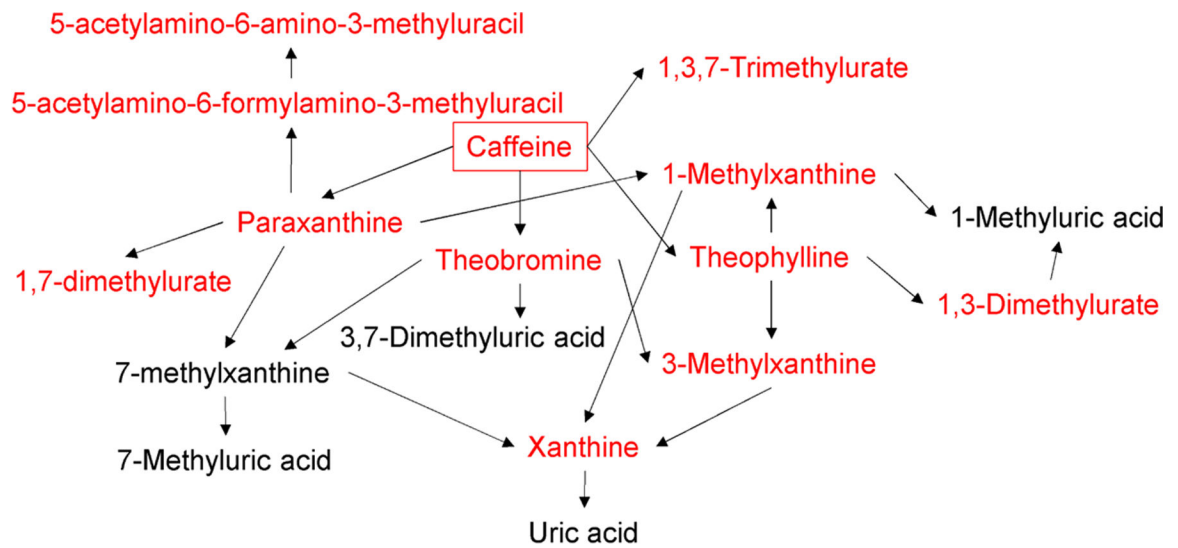 5-acetylamino-6-amino-3-methyluracil
1,3,7-Trimethylurate
5-acetylamino-6-formylamino-3-methyluracil
Caffeine
1-Methylxanthine
1-Methyluric acid
Paraxanthine
Theobromine
Theophylline
1,7-dimethylurate
1,3-Dimethylurate
3,7-Dimethyluric acid
3-Methylxanthine
7-methylxanthine
Xanthine
7-Methyluric acid
Uric acid